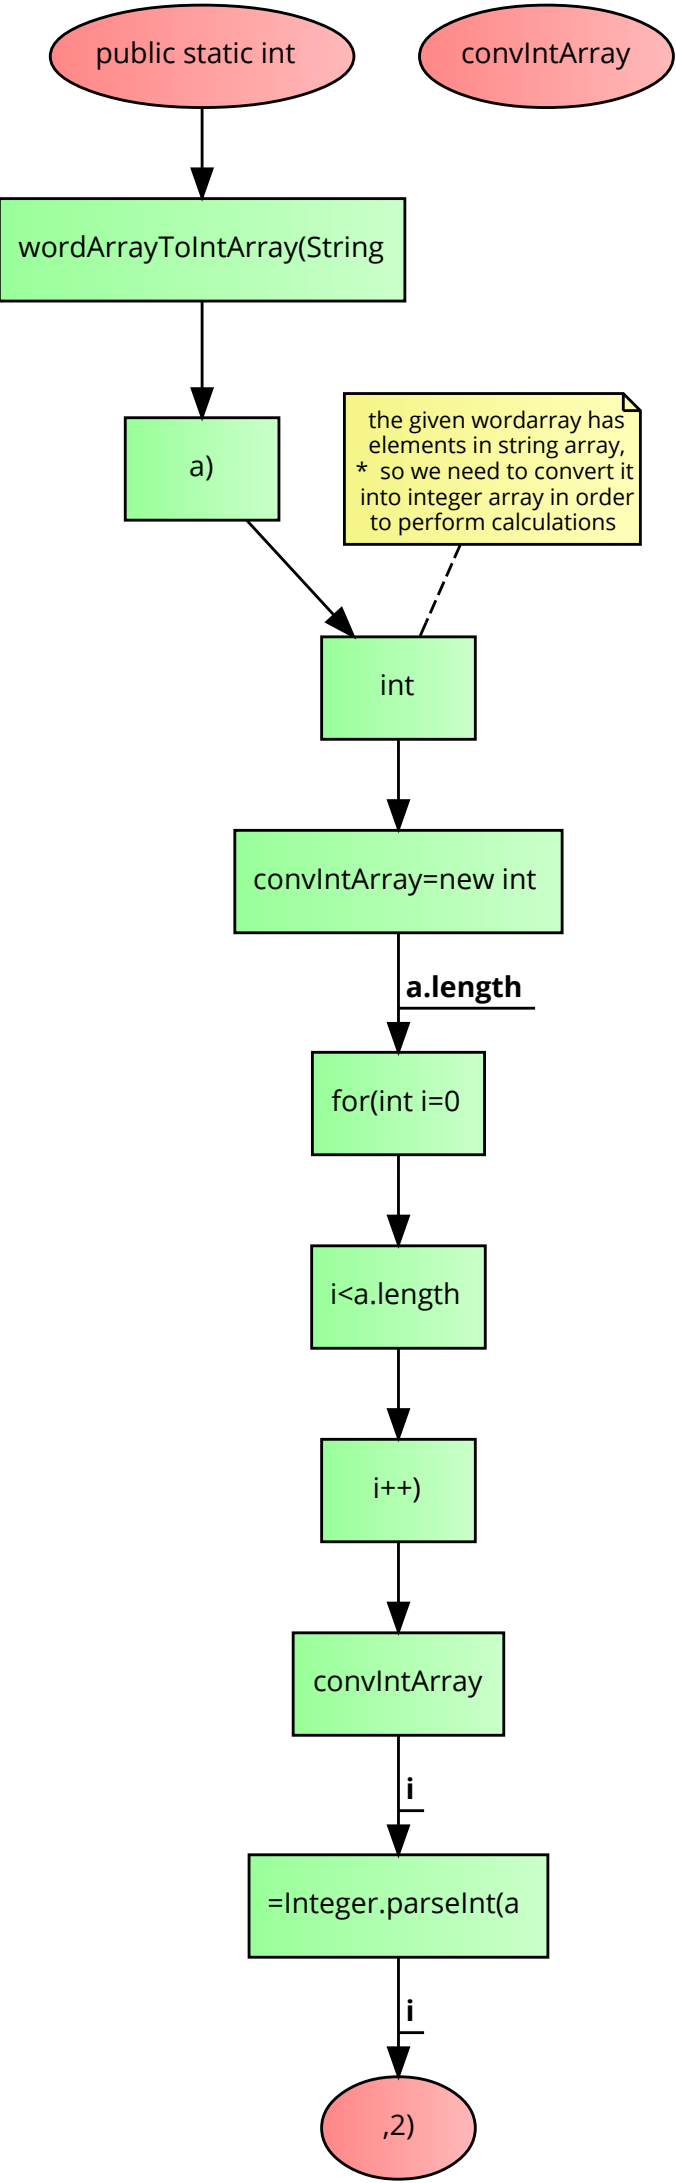 public static int
convIntArray
wordArrayToIntArray(String
a)
the given wordarray has
elements in string array,
* so we need to convert it
into integer array in order
to perform calculations
int
convIntArray=new int
a.length
for(int i=0
i<a.length
i++)
convIntArray
i
=Integer.parseInt(a
i
,2)